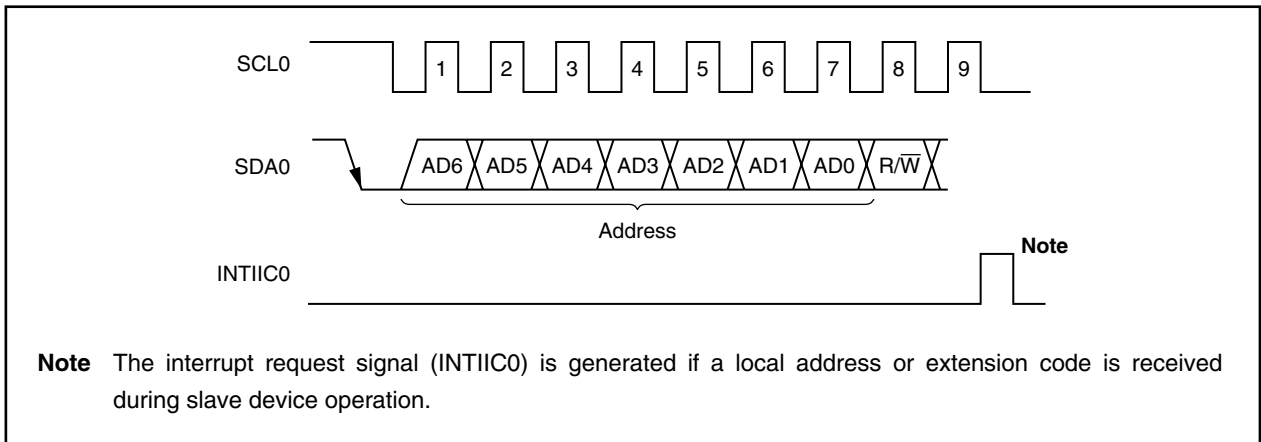 SCL0
1 2 3 4 5 6 7 8 9
SDA0
AD6 AD5 AD4 AD3 AD2 AD1 AD0 R/W̅
Address
INTIIC0
Note
Note The interrupt request signal (INTIIC0) is generated if a local address or extension code is received
during slave device operation.